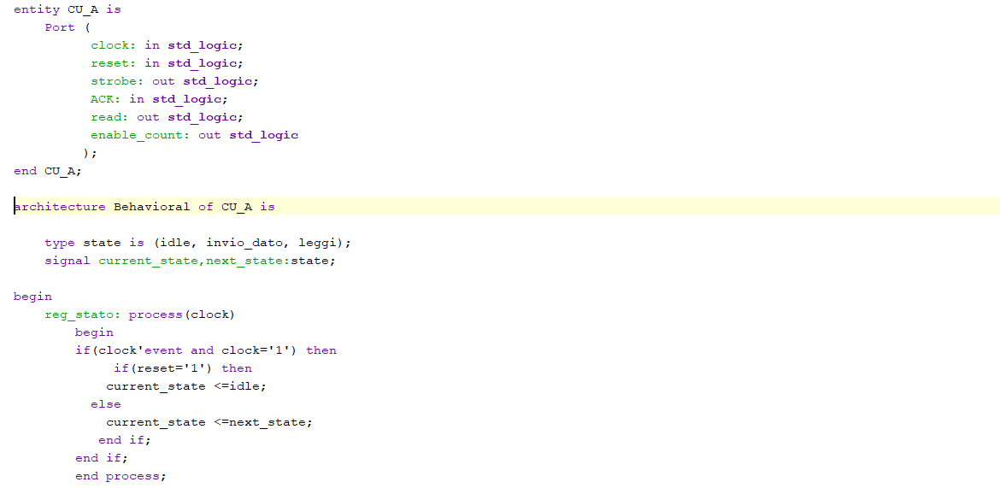 entity CU_A is
Port (
clock: in std_logic;
reset: in std_logic;
strobe: out std_logic;
ACK: in std_logic;
read: out std_logic;
enable_count: out std_logic
);
end CU_A;
architecture Behavioral of CU_A is
type state is (idle, invio_dato, leggi);
signal current_state,next_state:state;
begin
reg_stato: process(clock)
begin
if(clock'event and clock='1') then
if(reset='1') then
current_state <=idle;
else
current_state <=next_state;
end if;
end if;
end process;